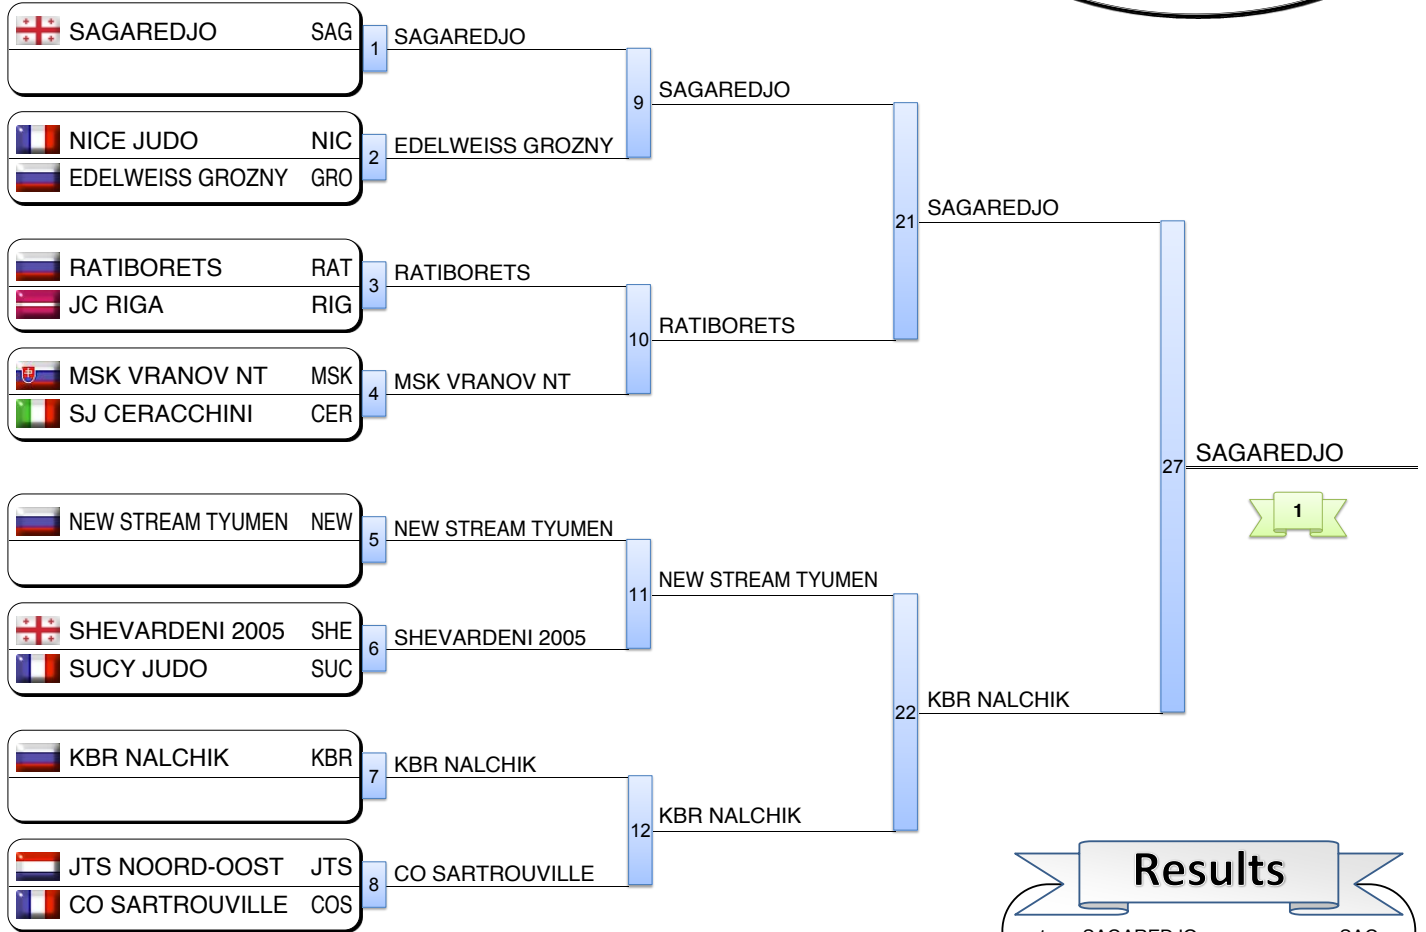 SAGAREDJO SAG
1 SAGAREDJO
9 SAGAREDJO
NICE JUDO NIC
EDELWEISS GROZNY GRO
2 EDELWEISS GROZNY
21 SAGAREDJO
RATIBORETS RAT
JC RIGA RIG
3 RATIBORETS
10 RATIBORETS
MSK VRANOV NT MSK
SJ CERACCHINI CER
4 MSK VRANOV NT
27 SAGAREDJO
1
NEW STREAM TYUMEN NEW
5 NEW STREAM TYUMEN
11 NEW STREAM TYUMEN
SHEVARDENI 2005 SHE
SUCY JUDO SUC
6 SHEVARDENI 2005
22 KBR NALCHIK
KBR NALCHIK KBR
7 KBR NALCHIK
12 KBR NALCHIK
JTS NOORD-OOST JTS
CO SARTROUVILLE COS
8 CO SARTROUVILLE
Results
SAGAREDJO SAG